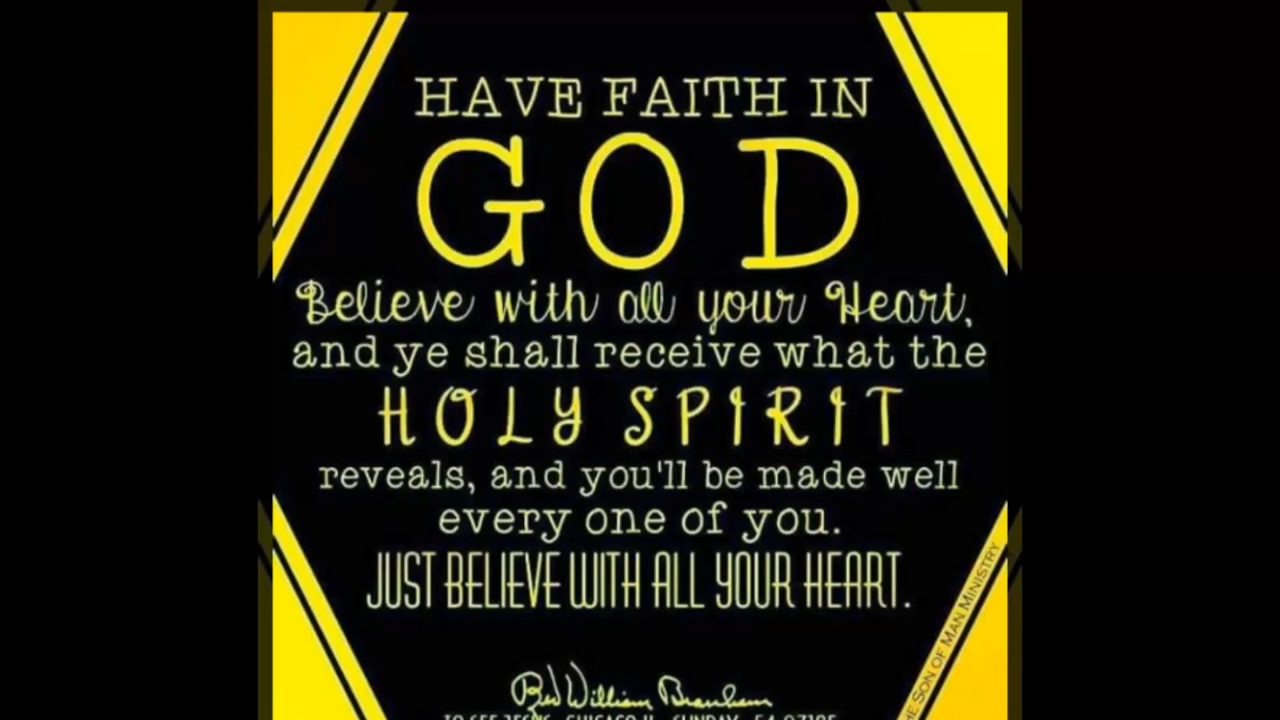 HAVE FAITH IN
GOD
Believe with all your Heart,
and ye shall receive what the
HOLY SPIRIT
reveals, and you'll be made well
every one of you.
JUST BELIEVE WITH ALL YOUR HEART.
William Branham
SON OF MAN MINISTRY